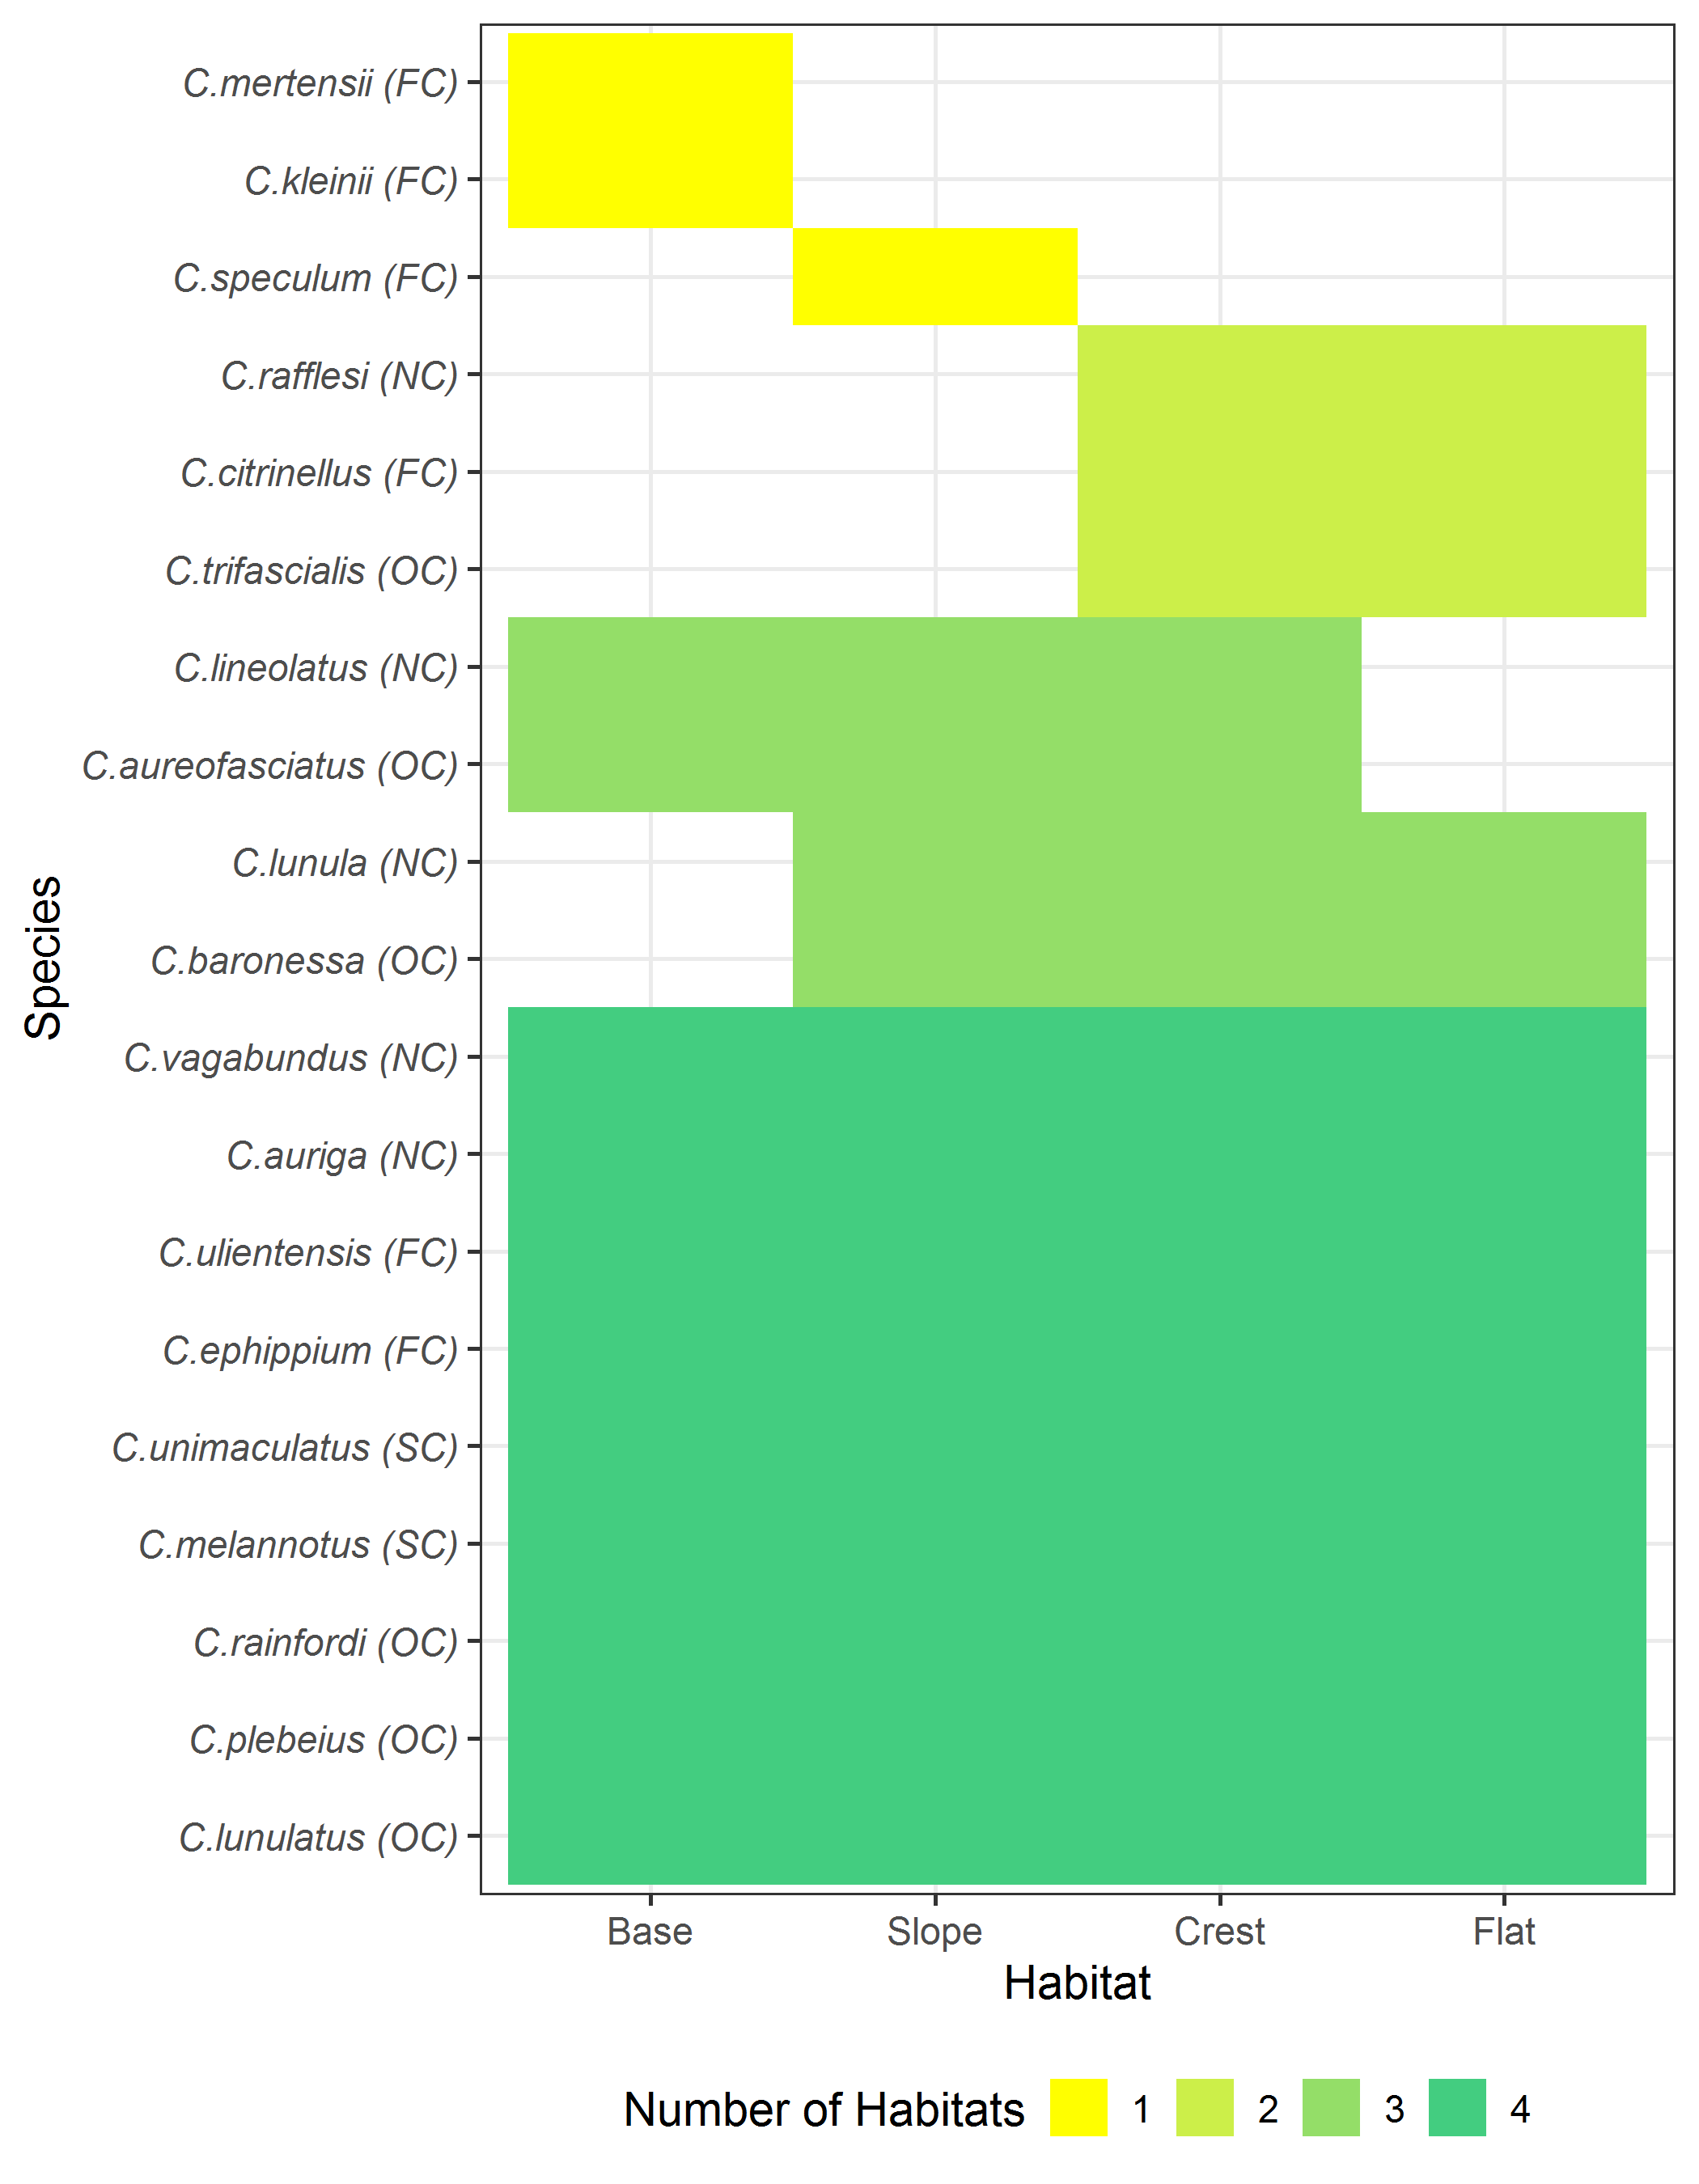 C.mertensii (FC)
C.kleinii (FC)
C.speculum (FC)
C.rafflesi (NC)
C.citrinellus (FC)
C.trifascialis (OC)
C.lineolatus (NC)
C.aureofasciatus (OC)
C.lunula (NC)
C.baronessa (OC)
C.vagabundus (NC)
C.auriga (NC)
C.ulientensis (FC)
C.ephippium (FC)
C.unimaculatus (SC)
C.melannotus (SC)
C.rainfordi (OC)
C.plebeius (OC)
C.lunulatus (OC)
Species
Base Slope Crest Flat
Habitat
Number of Habitats 1 2 3 4